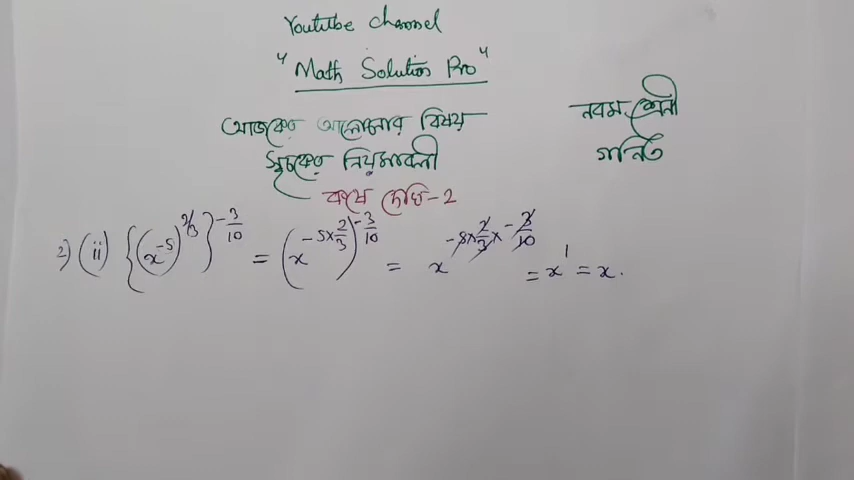 Youtube channel
"Math Solution Pro"
আজকের আলোচনার বিষয়
সূচকের নিয়মাবলী
নবম শ্রেণী
গণিত
কষে দেখি-2
2) (ii) {(x^-5)^2/3}^-3/10 = (x^-5×2/3)^-3/10 = x^-5×2/3×-3/10 = x^1 = x.